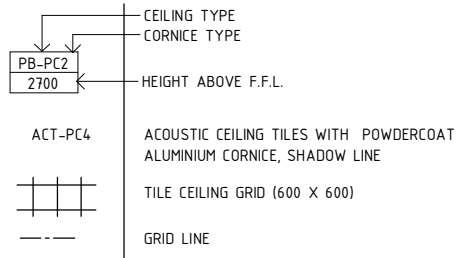 CEILING TYPE
CORNICE TYPE
PB-PC2
2700
HEIGHT ABOVE F.F.L.
ACT-PC4
ACOUSTIC CEILING TILES WITH POWDERCOAT
ALUMINIUM CORNICE, SHADOW LINE
TILE CEILING GRID (600 X 600)
GRID LINE